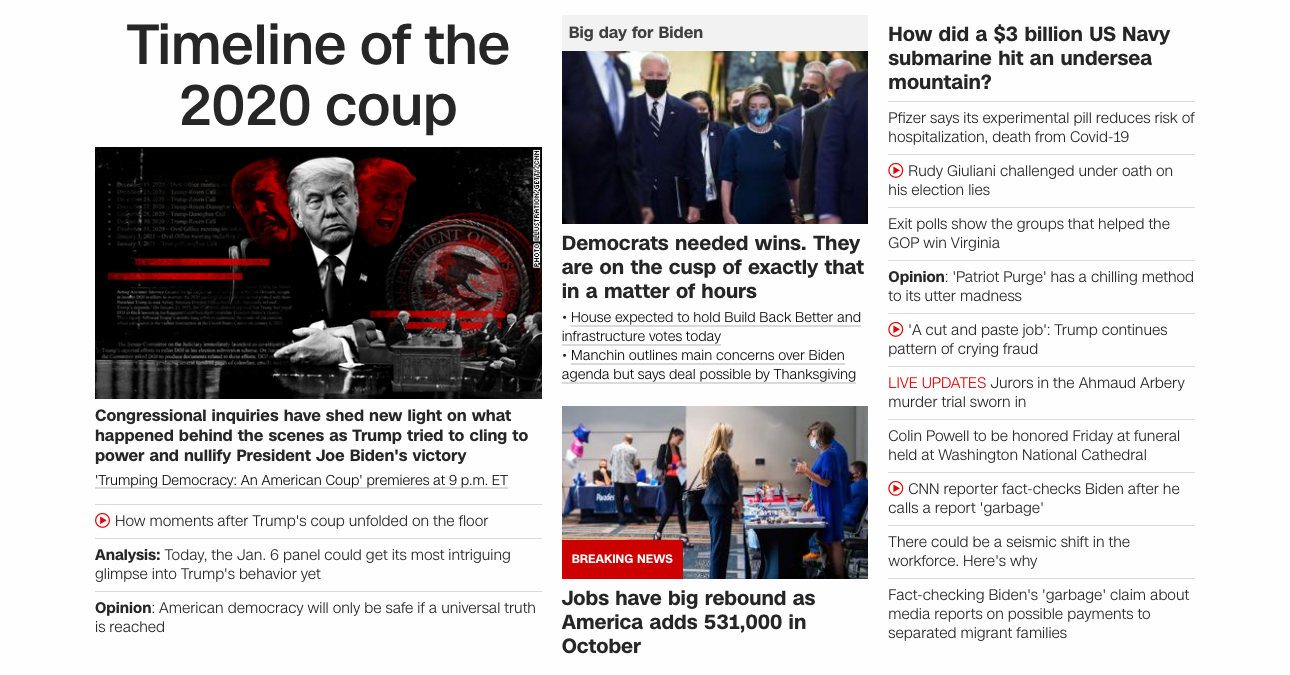 Timeline of the
2020 coup
PHOTO ILLUSTRATION/GETTY/CNN
Congressional inquiries have shed new light on what
happened behind the scenes as Trump tried to cling to
power and nullify President Joe Biden's victory
'Trumping Democracy: An American Coup' premieres at 9 p.m. ET
How moments after Trump's coup unfolded on the floor
Analysis: Today, the Jan. 6 panel could get its most intriguing
glimpse into Trump's behavior yet
Opinion: American democracy will only be safe if a universal truth
is reached
Big day for Biden
Democrats needed wins. They
are on the cusp of exactly that
in a matter of hours
• House expected to hold Build Back Better and
infrastructure votes today
• Manchin outlines main concerns over Biden
agenda but says deal possible by Thanksgiving
BREAKING NEWS
Jobs have big rebound as
America adds 531,000 in
October
How did a $3 billion US Navy
submarine hit an undersea
mountain?
Pfizer says its experimental pill reduces risk of
hospitalization, death from Covid-19
Rudy Giuliani challenged under oath on
his election lies
Exit polls show the groups that helped the
GOP win Virginia
Opinion: 'Patriot Purge' has a chilling method
to its utter madness
'A cut and paste job': Trump continues
pattern of crying fraud
LIVE UPDATES Jurors in the Ahmaud Arbery
murder trial sworn in
Colin Powell to be honored Friday at funeral
held at Washington National Cathedral
CNN reporter fact-checks Biden after he
calls a report 'garbage'
There could be a seismic shift in the
workforce. Here's why
Fact-checking Biden's 'garbage' claim about
media reports on possible payments to
separated migrant families